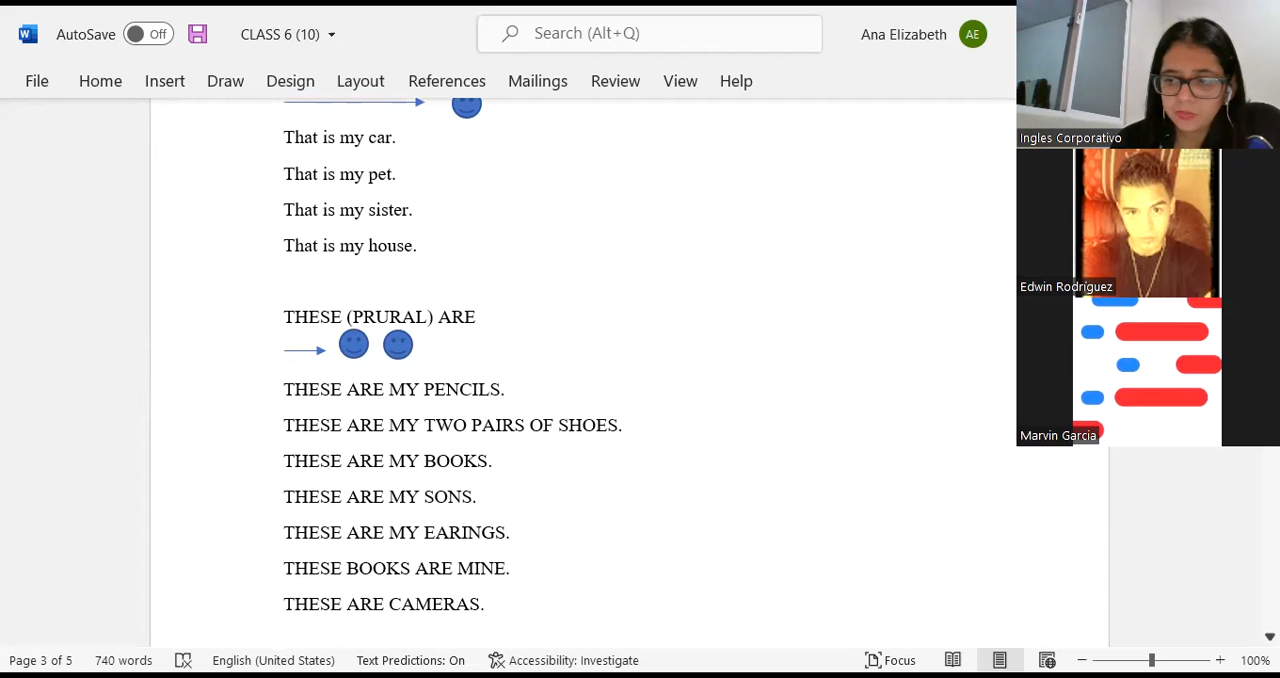 AutoSave Off CLASS 6 (10) Search (Alt+Q) Ana Elizabeth AE
File Home Insert Draw Design Layout References Mailings Review View Help
That is my car.
That is my pet.
That is my sister.
That is my house.
THESE (PRURAL) ARE
THESE ARE MY PENCILS.
THESE ARE MY TWO PAIRS OF SHOES.
THESE ARE MY BOOKS.
THESE ARE MY SONS.
THESE ARE MY EARINGS.
THESE BOOKS ARE MINE.
THESE ARE CAMERAS.
Page 3 of 5 740 words English (United States) Text Predictions: On Accessibility: Investigate Focus 100%
Ingles Corporativo
Edwin Rodríguez
Marvin Garcia